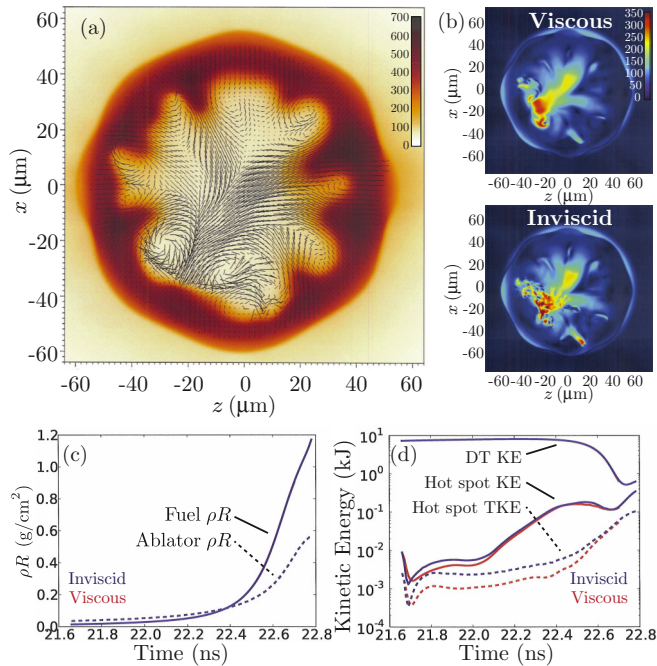 (a)
700
600
500
400
300
200
100
0
60
40
20
0
-20
-40
-60
x (µm)
-60 -40 -20 0 20 40 60
z (µm)
(b)
Viscous
350
300
250
200
150
100
50
0
60
40
20
0
-20
-40
-60
x (µm)
-60 -40 -20 0 20 40 60
z (µm)
Inviscid
60
40
20
0
-20
-40
-60
x (µm)
-60 -40 -20 0 20 40 60
z (µm)
(c)
1.2
1.0
0.8
0.6
0.4
0.2
0.0
ρR (g/cm²)
Fuel ρR
Ablator ρR
Inviscid
Viscous
21.6 21.8 22.0 22.2 22.4 22.6 22.8
Time (ns)
(d)
10¹
10⁰
10⁻¹
10⁻²
10⁻³
10⁻⁴
Kinetic Energy (kJ)
DT KE
Hot spot KE
Hot spot TKE
Inviscid
Viscous
21.6 21.8 22.0 22.2 22.4 22.6 22.8
Time (ns)